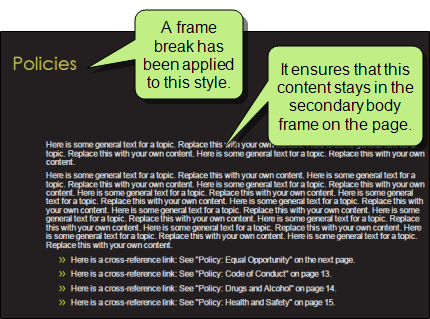 A frame
break has
been applied
to this style.
Policies
It ensures that this
content stays in the
secondary body
frame on the page.
Here is some general text for a topic. Replace this with your own content. Here is some general text for a
topic. Replace this with your own content. Here is some general text for a topic. Replace this with your own
content.
Here is some general text for a topic. Replace this with your own content. Here is some general text for a
topic. Replace this with your own content. Here is some general text for a topic. Replace this with your own
content. Here is some general text for a topic. Replace this with your own content. Here is some general
text for a topic. Replace this with your own content. Here is some general text for a topic. Replace this with
your own content. Here is some general text for a topic. Replace this with your own content. Here is some
general text for a topic. Replace this with your own content. Here is some general text for a topic. Replace
this with your own content. Here is some general text for a topic. Replace this with your own content. Here
is some general text for a topic. Replace this with your own content. Here is some general text for a topic.
Replace this with your own content.
» Here is a cross-reference link: See "Policy: Equal Opportunity" on the next page.
» Here is a cross-reference link: See "Policy: Code of Conduct" on page 13.
» Here is a cross-reference link: See "Policy: Drugs and Alcohol" on page 14.
» Here is a cross-reference link: See "Policy: Health and Safety" on page 15.